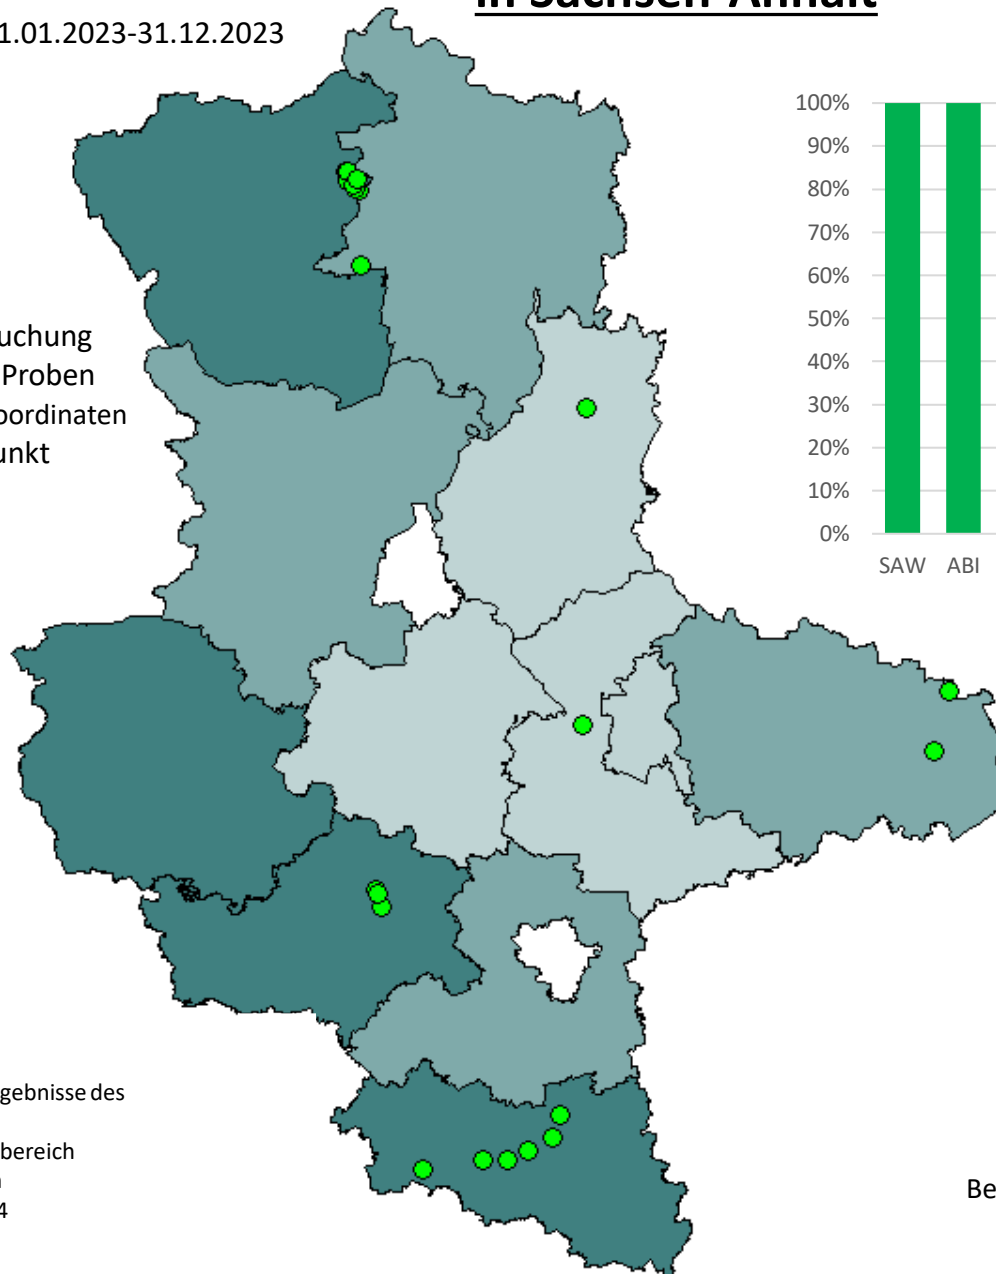 in Sachsen-Anhalt
1.01.2023-31.12.2023
100%
90%
80%
70%
60%
50%
40%
30%
20%
10%
0%
SAW ABI
uchung
Proben
oordinaten
unkt
gebnisse des
bereich
4
Be